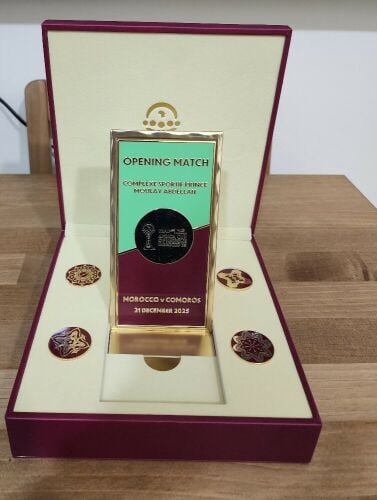 OPENING MATCH
COMPLEXE SPORTIF PRINCE
MOULAY ABDELLAH
MOROCCO v COMOROS
21 DECEMBER 2025